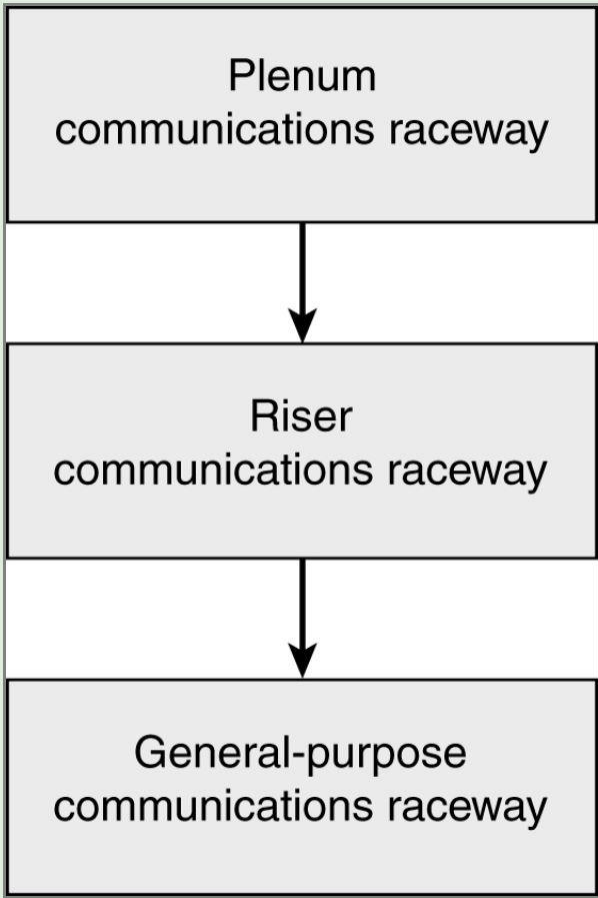 Plenum
communications raceway
Riser
communications raceway
General-purpose
communications raceway